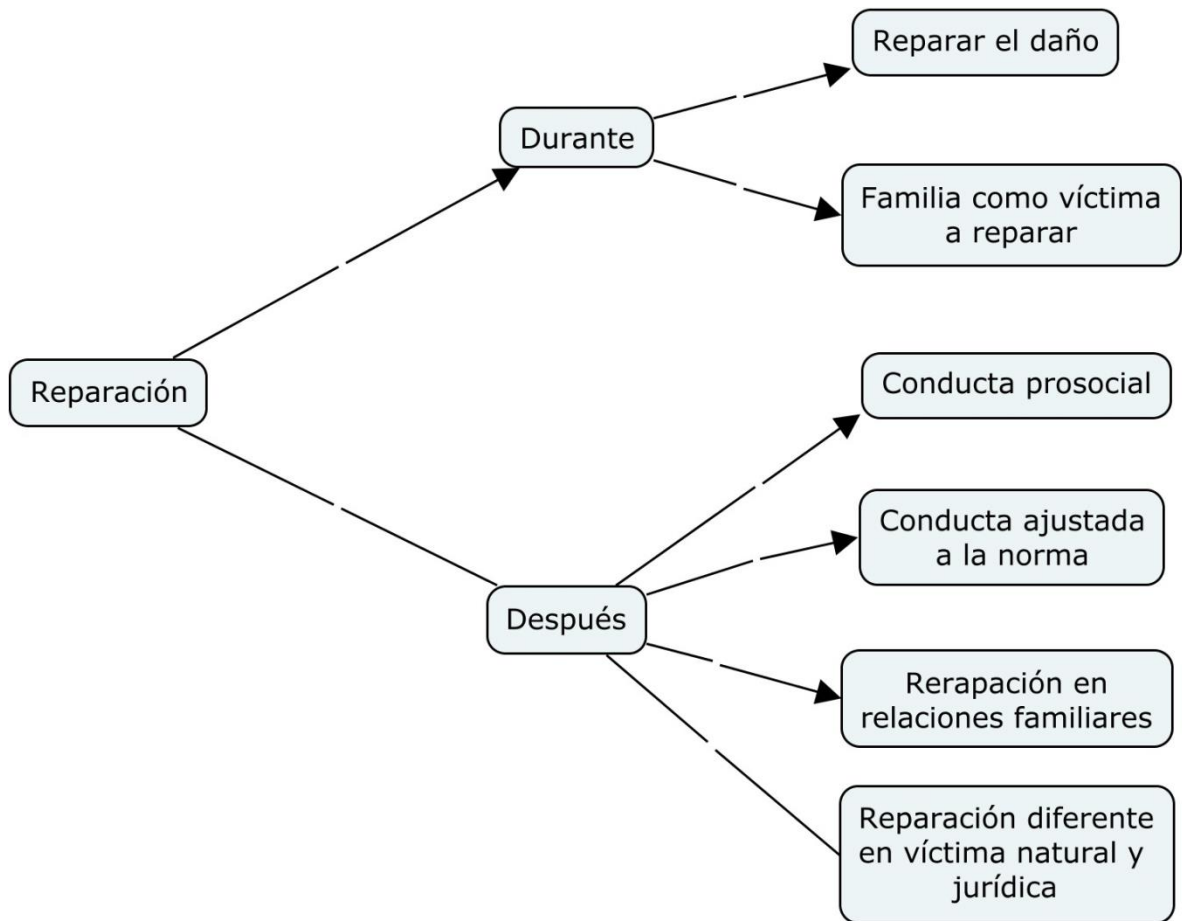 Reparar el daño
Durante
Familia como víctima
a reparar
Reparación
Conducta prosocial
Conducta ajustada
a la norma
Después
Rerapación en
relaciones familiares
Reparación diferente
en víctima natural y
jurídica